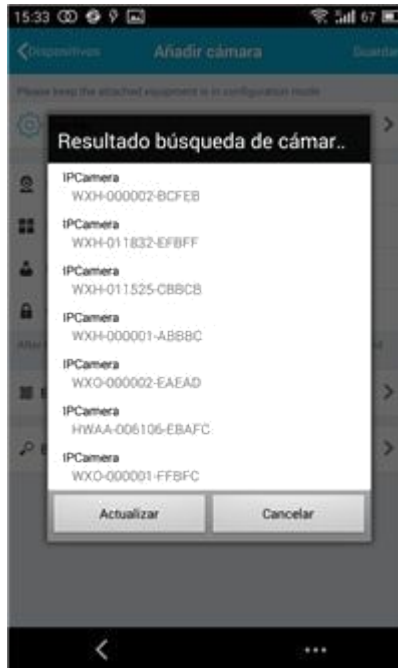 15:33
67
Dispositivos Añadir cámara Guardar
Please keep the attached equipment is in configuration mode
Resultado búsqueda de cámar..
IPCamera
WXH-000002-BCFEB
IPCamera
WXH-011832-EFBFF
IPCamera
WXH-011525-CBBCB
IPCamera
WXH-000001-ABBBC
IPCamera
WXO-000002-EAEAD
IPCamera
HWAA-006106-EBAFC
IPCamera
WXO-000001-FFBFC
Actualizar Cancelar